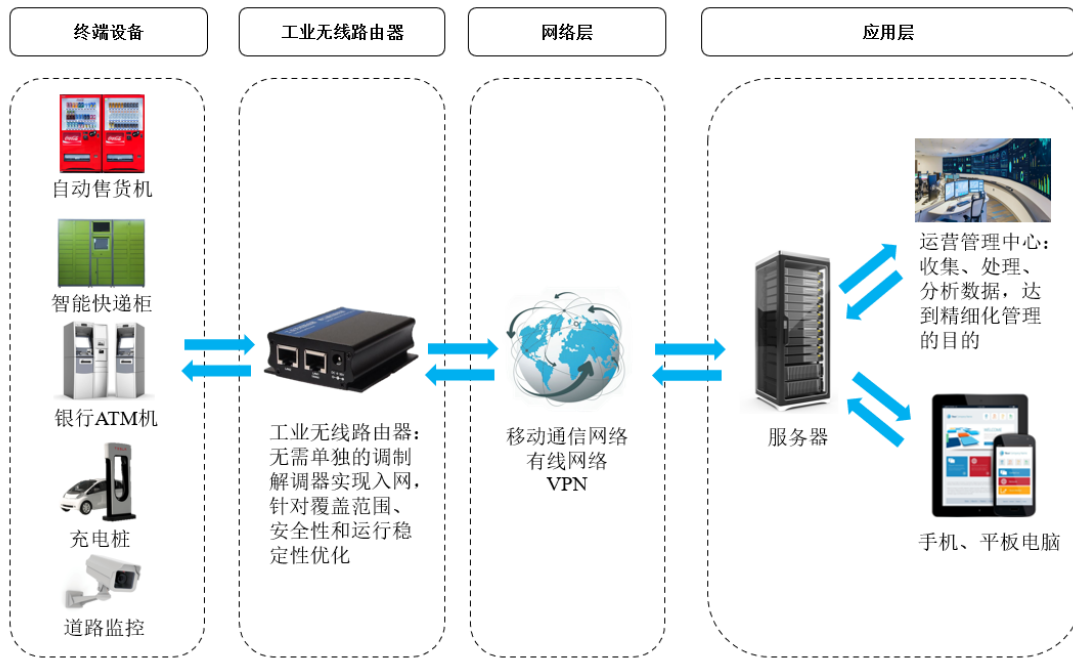 终端设备
工业无线路由器
网络层
应用层
自动售货机
智能快递柜
银行ATM机
充电桩
道路监控
工业无线路由器：
无需单独的调制
解调器实现入网，
针对覆盖范围、
安全性和运行稳
定性优化
移动通信网络
有线网络
VPN
服务器
运营管理中心：
收集、处理、
分析数据，达
到精细化管理
的目的
手机、平板电脑